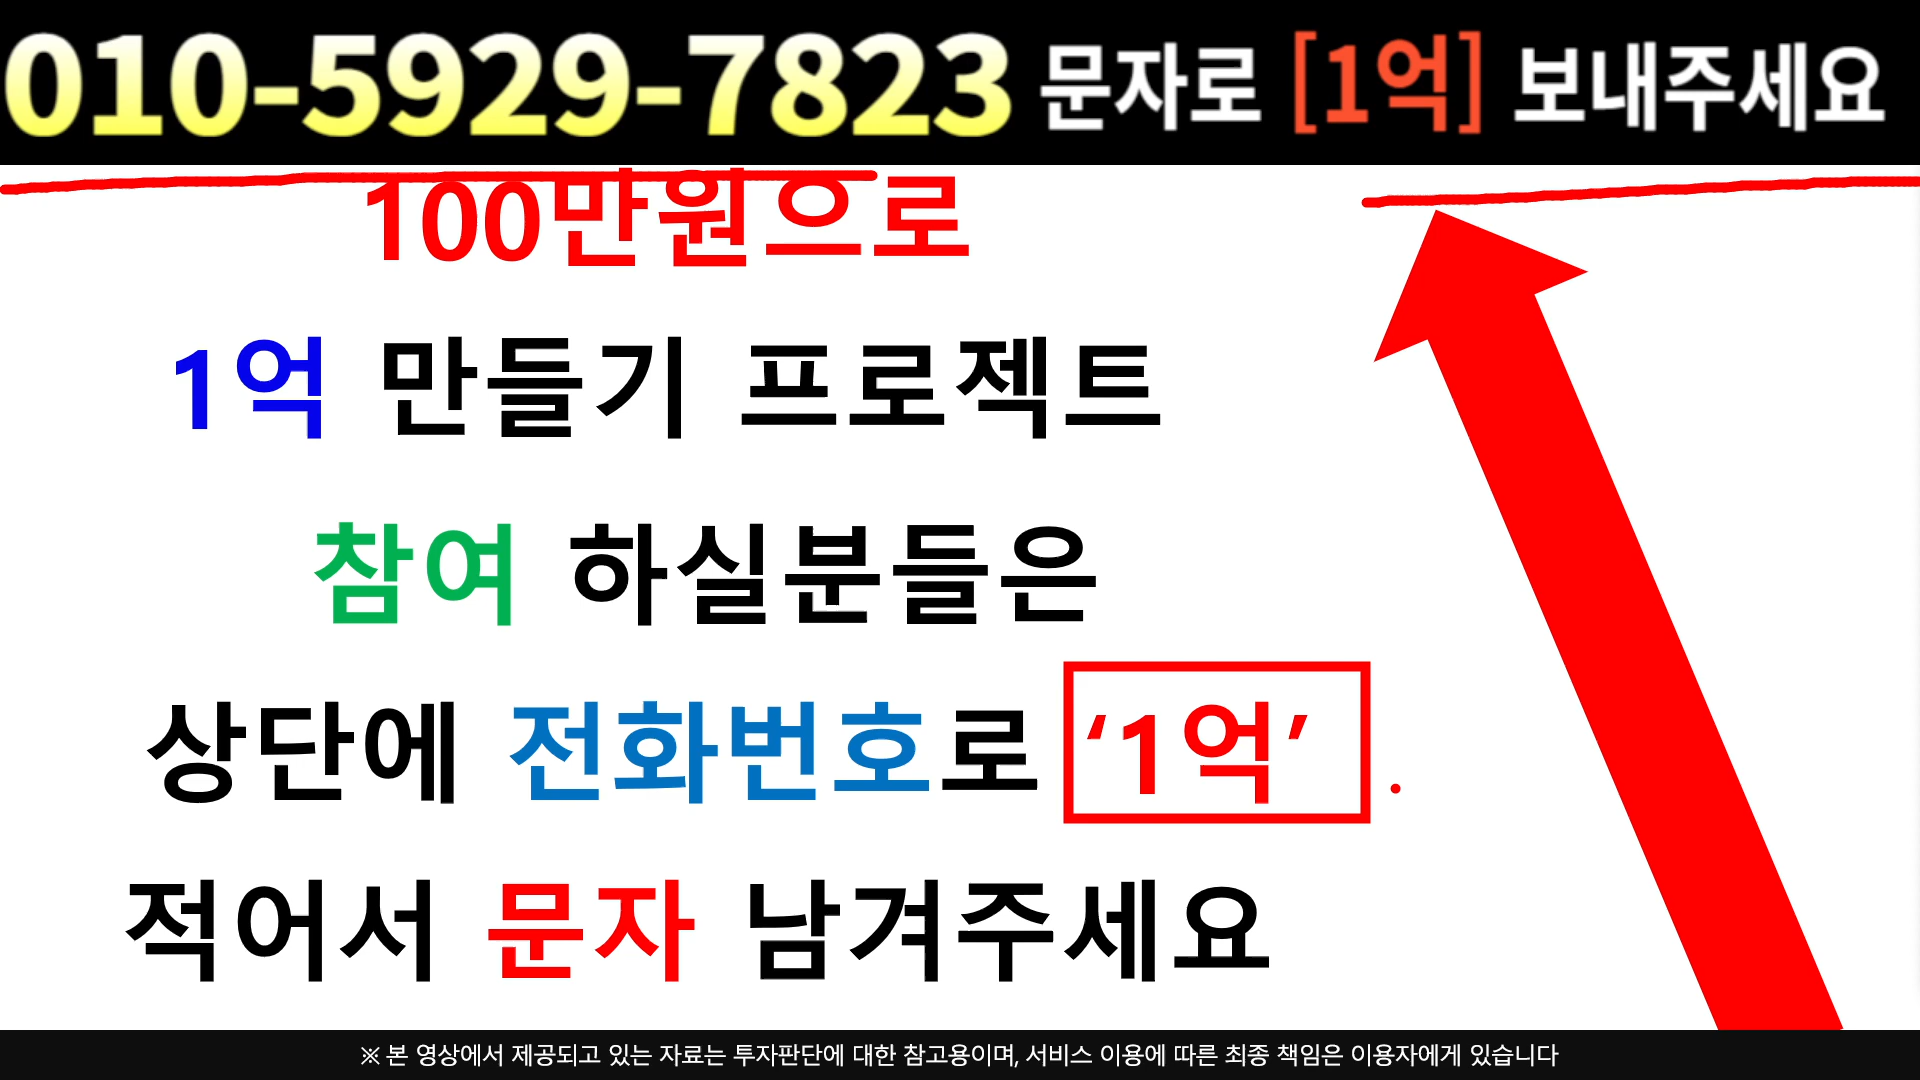 010-5929-7823 문자로 [1억] 보내주세요
100만원으로
1억 만들기 프로젝트
참여 하실분들은
상단에 전화번호로 ‘1억’ .
적어서 문자 남겨주세요
※ 본 영상에서 제공되고 있는 자료는 투자판단에 대한 참고용이며, 서비스 이용에 따른 최종 책임은 이용자에게 있습니다